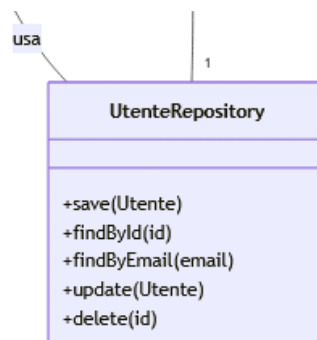 usa
1
UtenteRepository
+save(Utente)
+findById(id)
+findByEmail(email)
+update(Utente)
+delete(id)